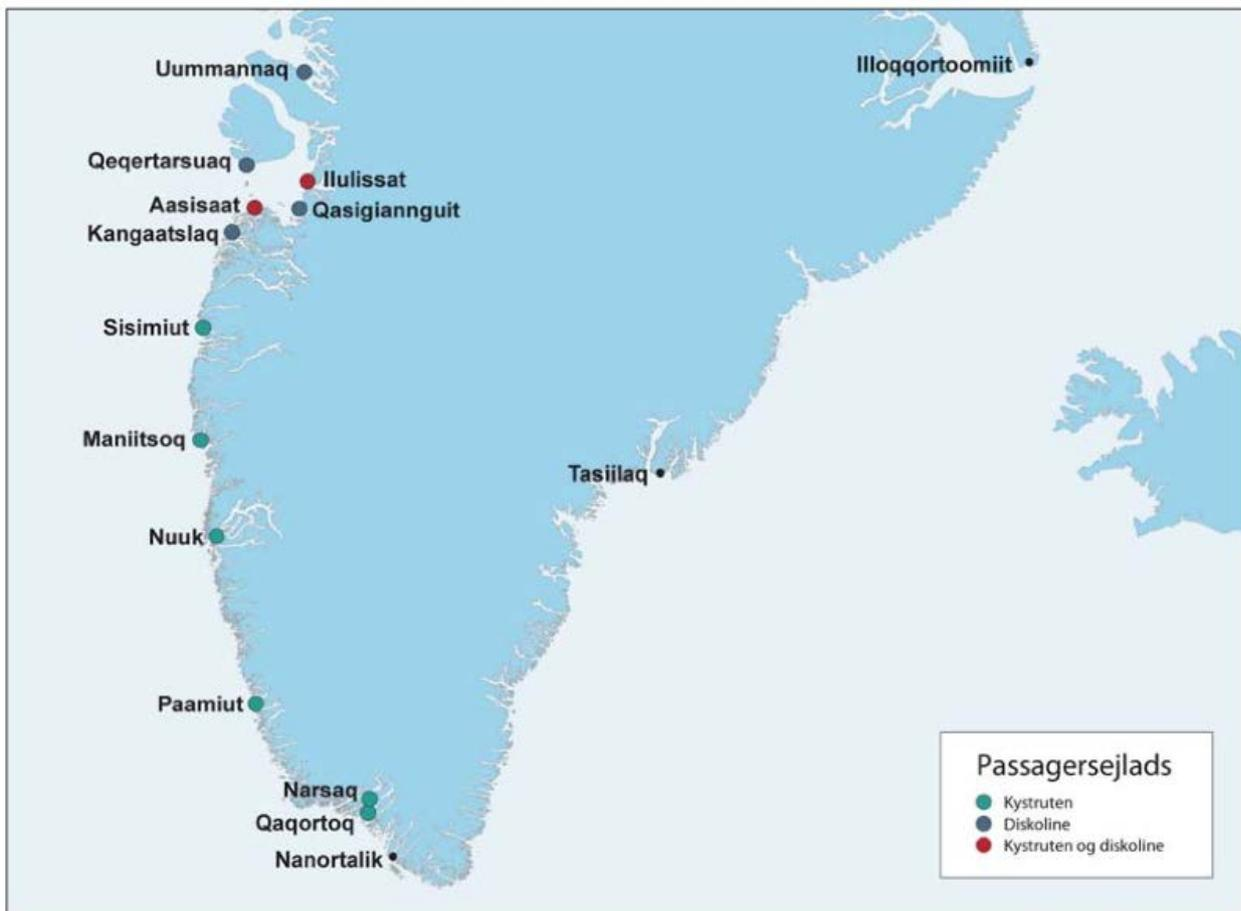 Uummannaq
Illoqqortoomiit
Qeqertarsuaq
Ilulissat
Aasisaat
Qasigiannguit
Kangaatslaq
Sisimiut
Maniitsoq
Tasiilaq
Nuuk
Paamiut
Narsaq
Qaqortoq
Nanortalik
Passagersejlads
Kystruten
Diskoline
Kystruten og diskoline